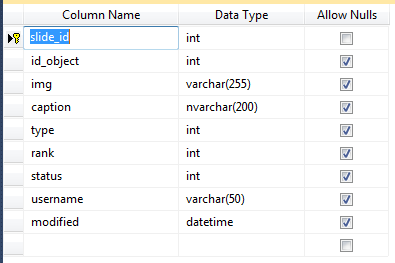 Column Name Data Type Allow Nulls
slide_id int
id_object int
img varchar(255)
caption nvarchar(200)
type int
rank int
status int
username varchar(50)
modified datetime